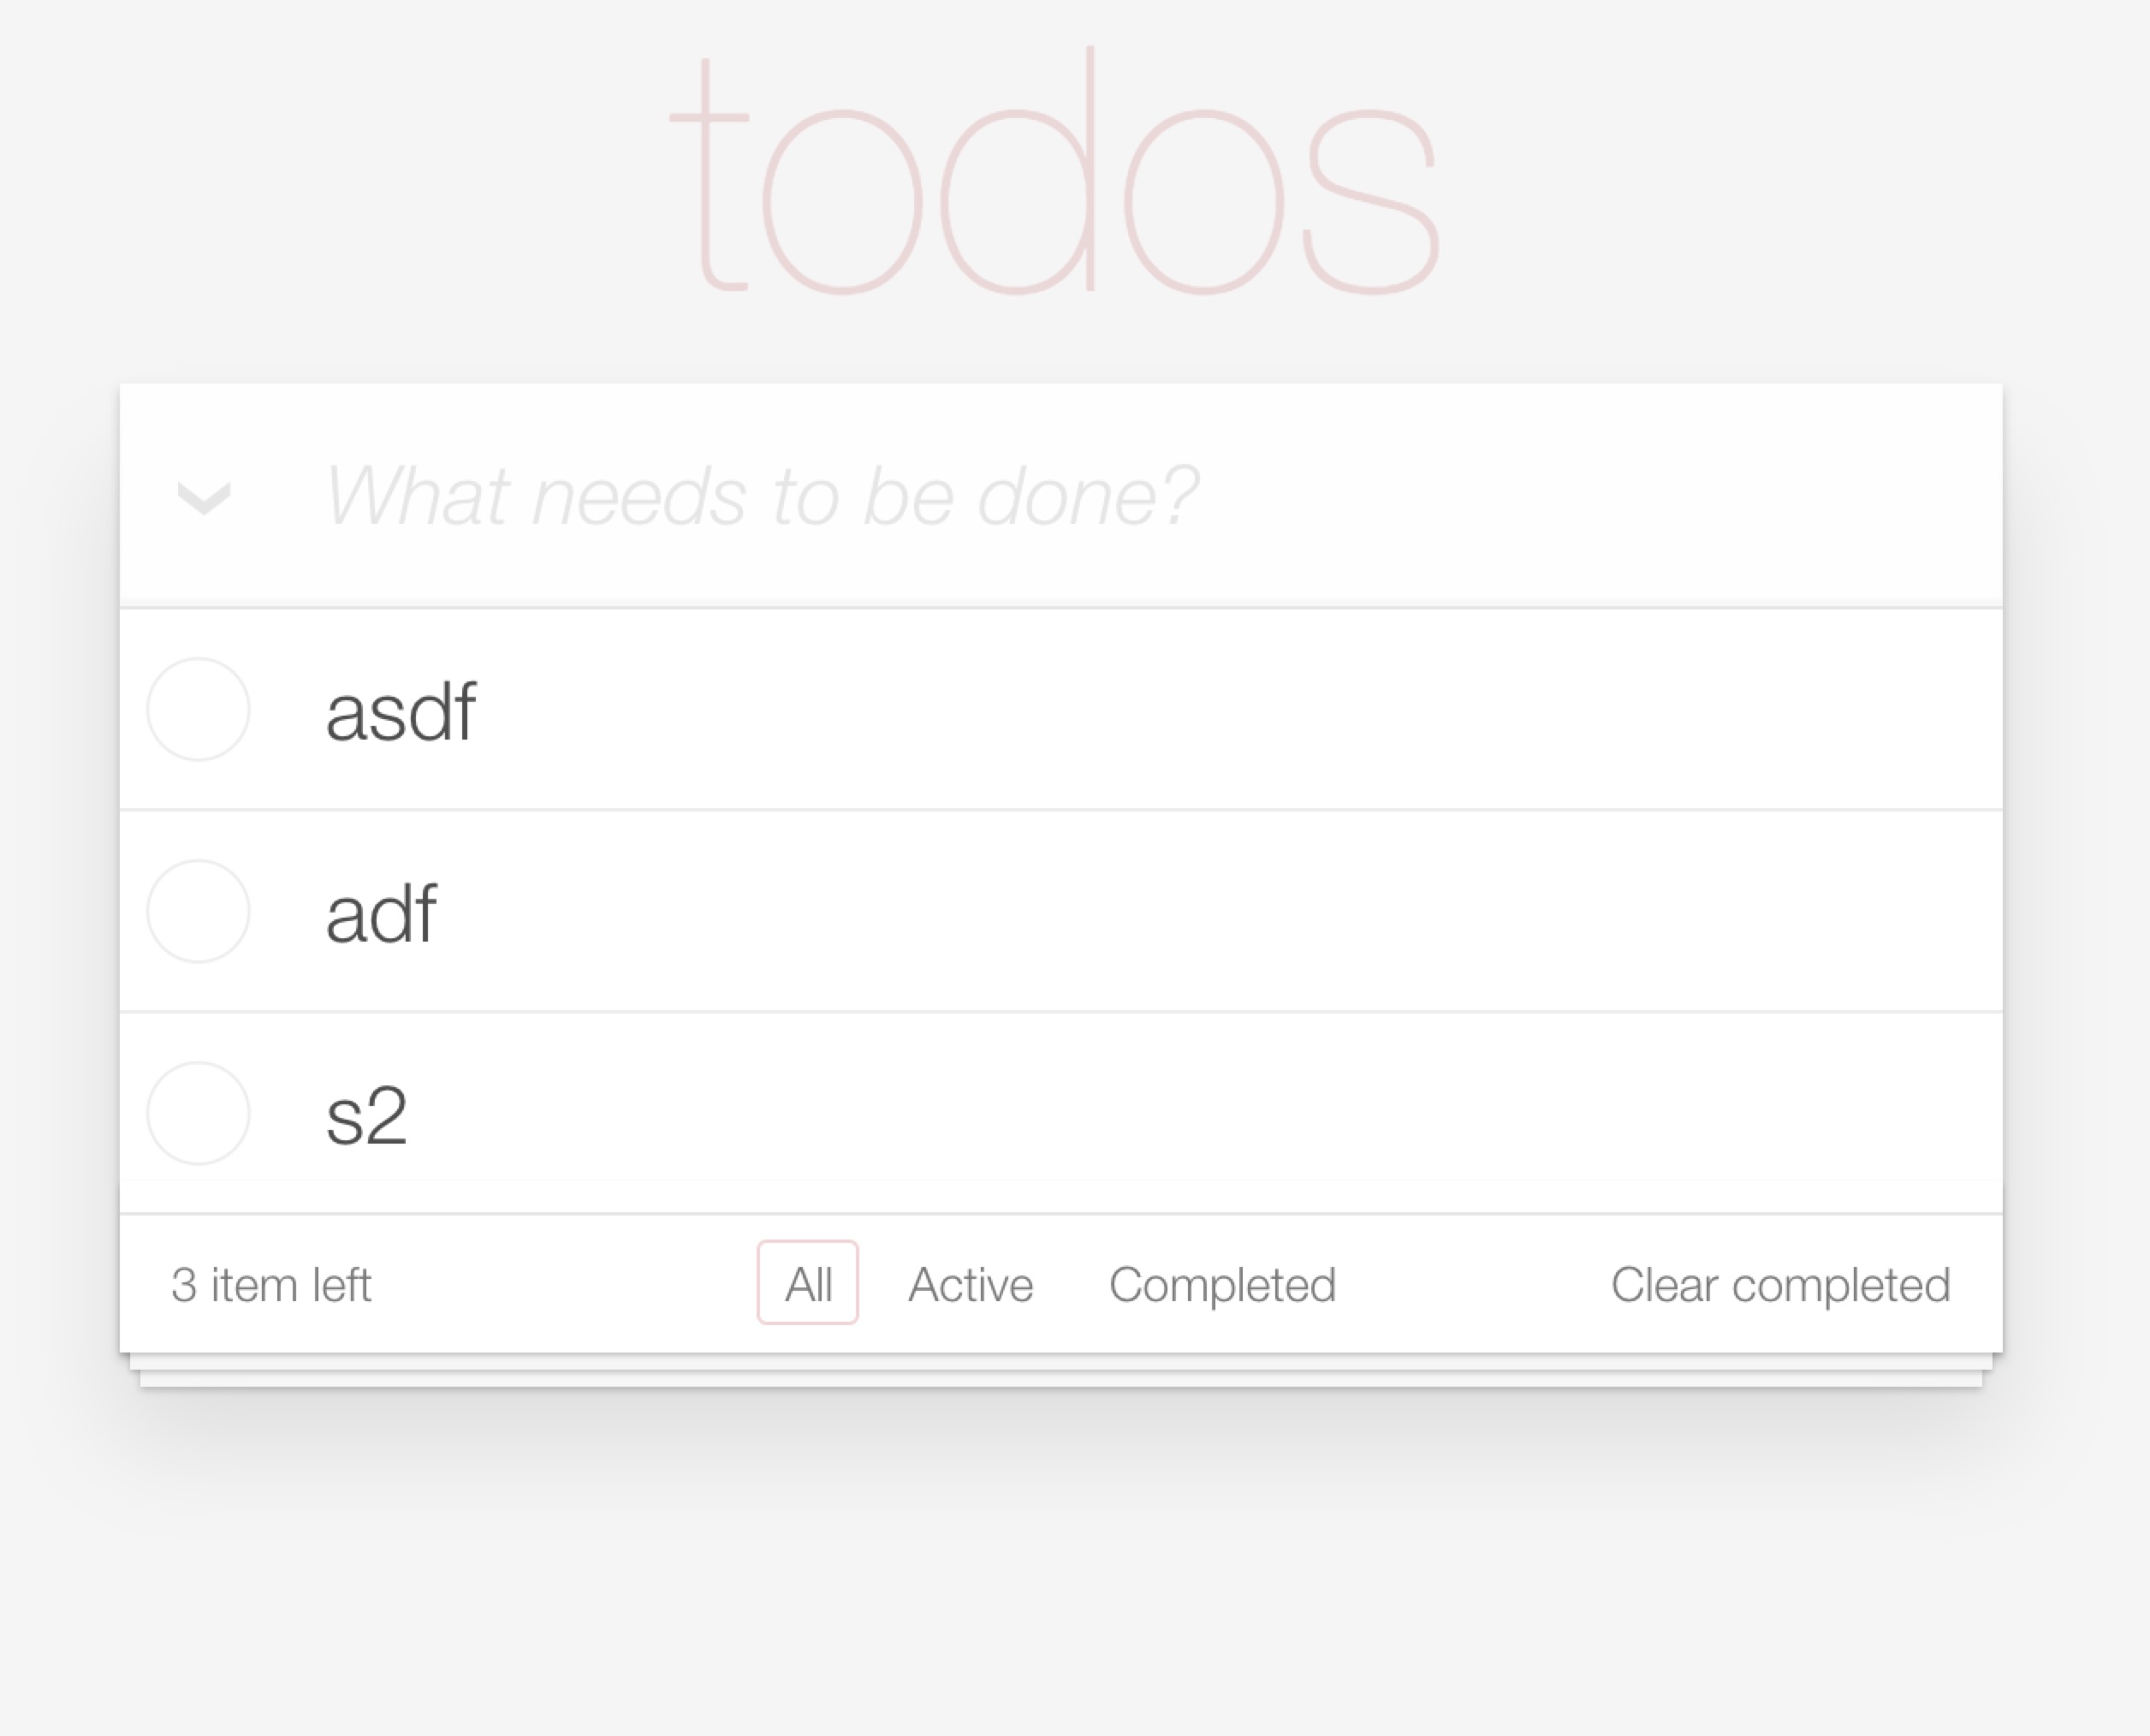 todos
What needs to be done?
asdf
adf
s2
3 item left All Active Completed Clear completed